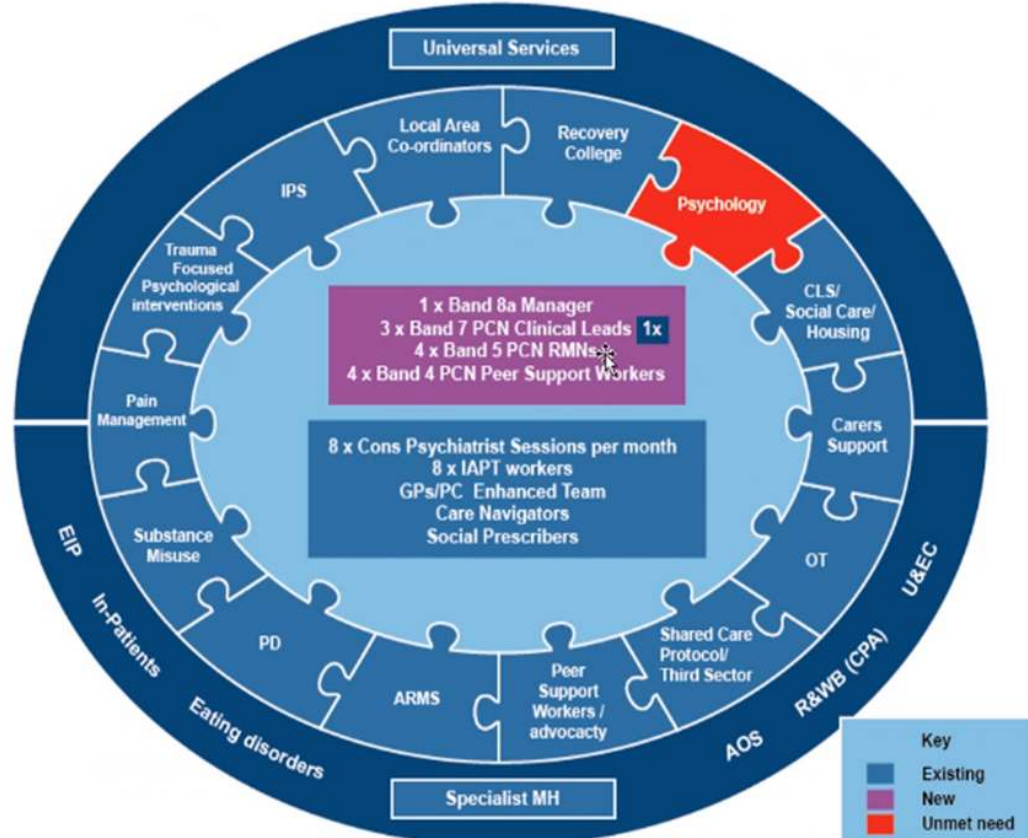 Universal Services
Local Area
Co-ordinators
Recovery
College
Psychology
CLS/
Social Care/
Housing
Carers
Support
OT
Shared Care
Protocol/
Third Sector
Peer
Support
Workers /
advocacty
ARMS
PD
Substance
Misuse
Pain
Management
Trauma
Focused
Psychological
interventions
IPS
1 x Band 8a Manager
3 x Band 7 PCN Clinical Leads 1x
4 x Band 5 PCN RMNs
4 x Band 4 PCN Peer Support Workers
8 x Cons Psychiatrist Sessions per month
8 x IAPT workers
GPs/PC Enhanced Team
Care Navigators
Social Prescribers
EIP
In-Patients
Eating disorders
Specialist MH
AOS
R&WB (CPA)
U&EC
Key
Existing
New
Unmet need